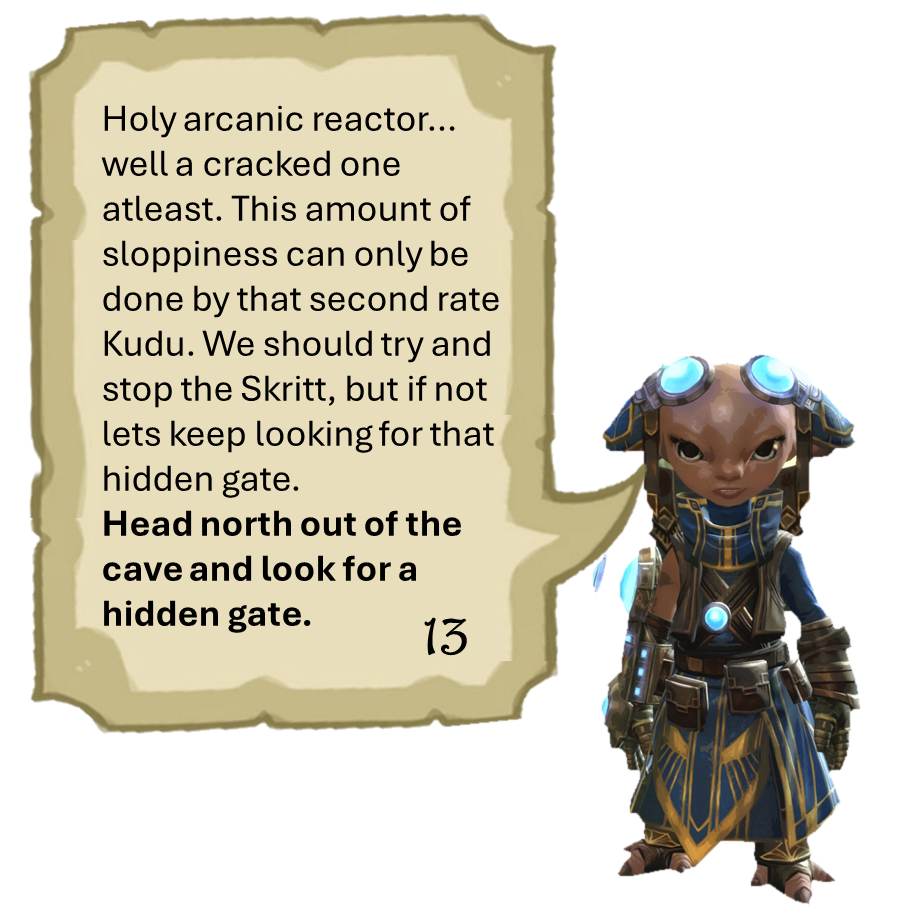 Holy arcanic reactor...
well a cracked one
atleast. This amount of
sloppiness can only be
done by that second rate
Kudu. We should try and
stop the Skritt, but if not
lets keep looking for that
hidden gate.
Head north out of the
cave and look for a
hidden gate.
13